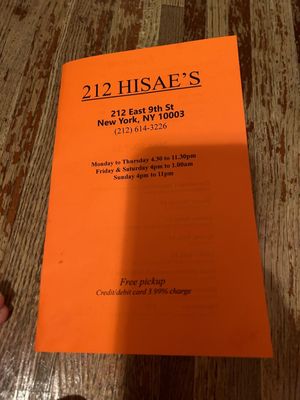 212 HISAE'S
212 East 9th St
New York, NY 10003
(212) 614-3226
Monday to Thursday 4.30 to 11.30pm
Friday & Saturday 4pm to 1.00am
Sunday 4pm to 11pm
Free pickup
Credit/debit card 3.99% charge